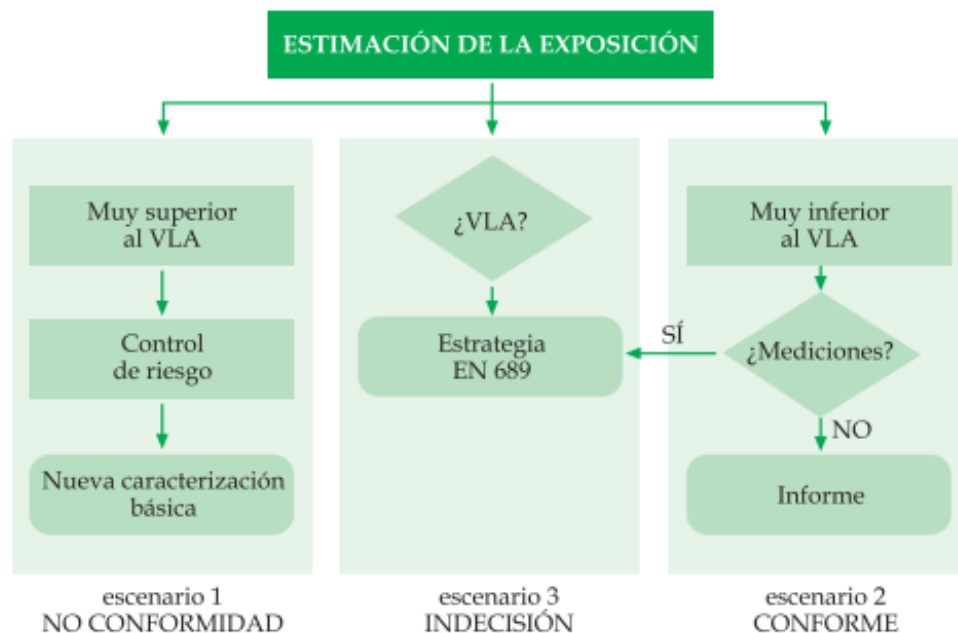 ESTIMACIÓN DE LA EXPOSICIÓN
Muy superior
al VLA
Control
de riesgo
Nueva caracterización
básica
escenario 1
NO CONFORMIDAD
¿VLA?
Estrategia
EN 689
escenario 3
INDECISIÓN
Muy inferior
al VLA
¿Mediciones?
SÍ
NO
Informe
escenario 2
CONFORME